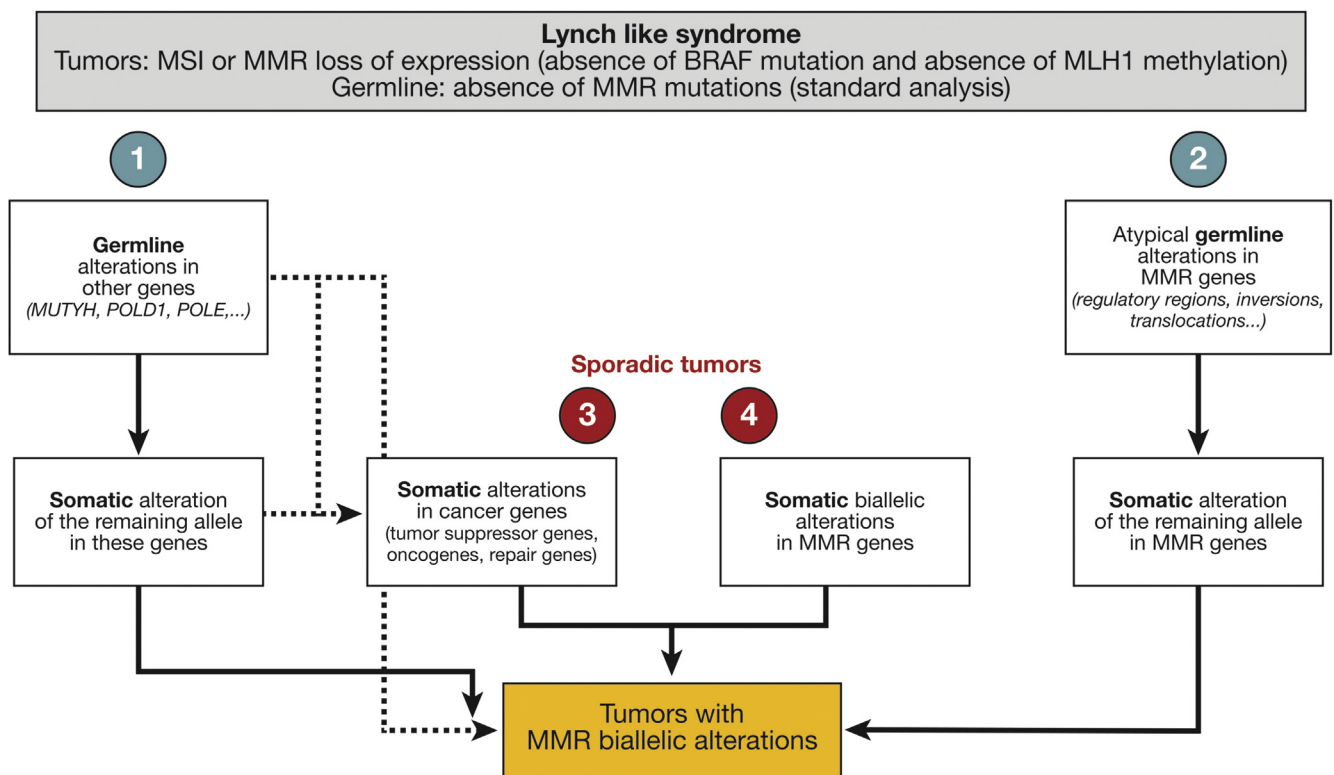 Lynch like syndrome
Tumors: MSI or MMR loss of expression (absence of BRAF mutation and absence of MLH1 methylation)
Germline: absence of MMR mutations (standard analysis)
1
2
Germline
alterations in
other genes
(MUTYH, POLD1, POLE,...)
Atypical germline
alterations in
MMR genes
(regulatory regions, inversions,
translocations...)
Sporadic tumors
3
4
Somatic alteration
of the remaining allele
in these genes
Somatic alterations
in cancer genes
(tumor suppressor genes,
oncogenes, repair genes)
Somatic biallelic
alterations
in MMR genes
Somatic alteration
of the remaining allele
in MMR genes
Tumors with
MMR biallelic alterations